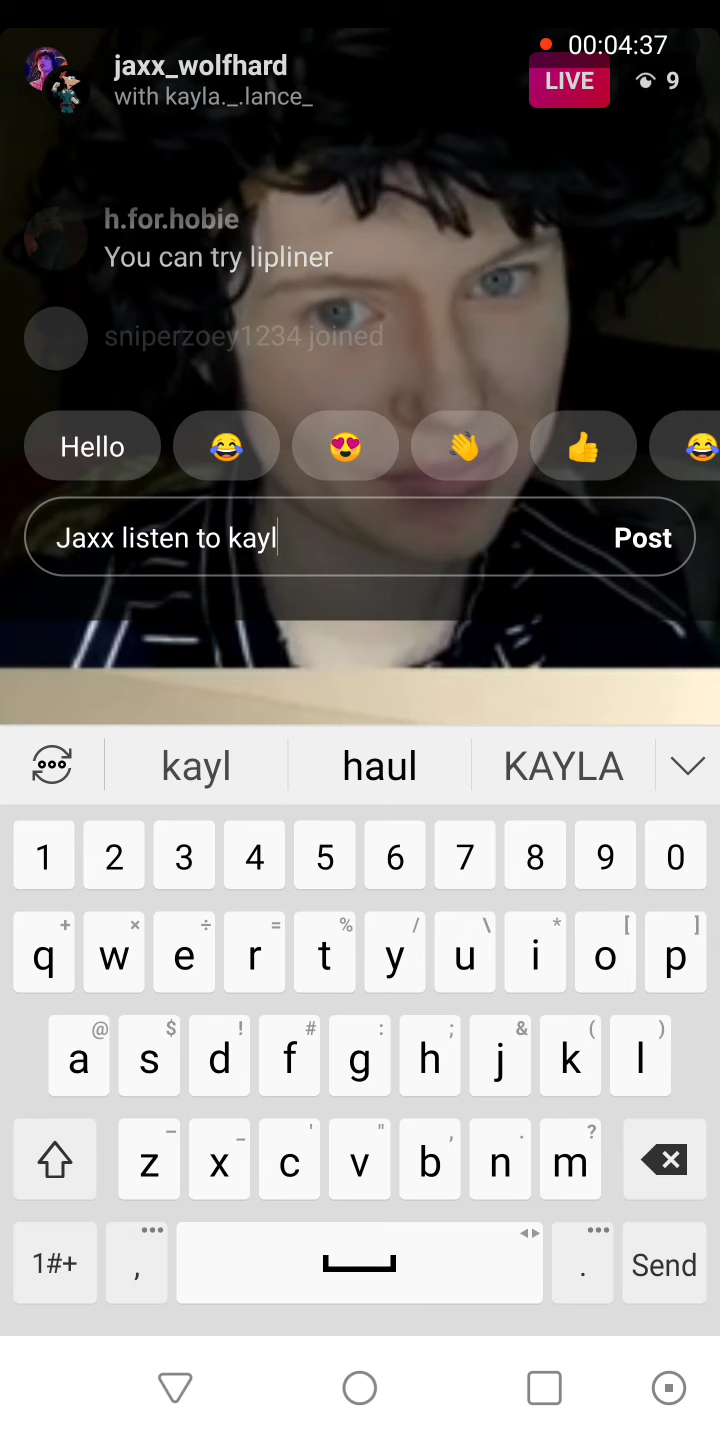 00:04:37
jaxx_wolfhard
LIVE
9
with kayla._.lance_
h.for.hobie
You can try lipliner
sniperzoey1234 joined
Hello
Jaxx listen to kayl
Post
kayl haul KAYLA
1 2 3 4 5 6 7 8 9 0
+ × ÷ = % / \ * [ ]
q w e r t y u i o p
@ $ ! # : ; & ( )
a s d f g h j k l
– _ ' " , . ?
z x c v b n m
1#+ , . Send